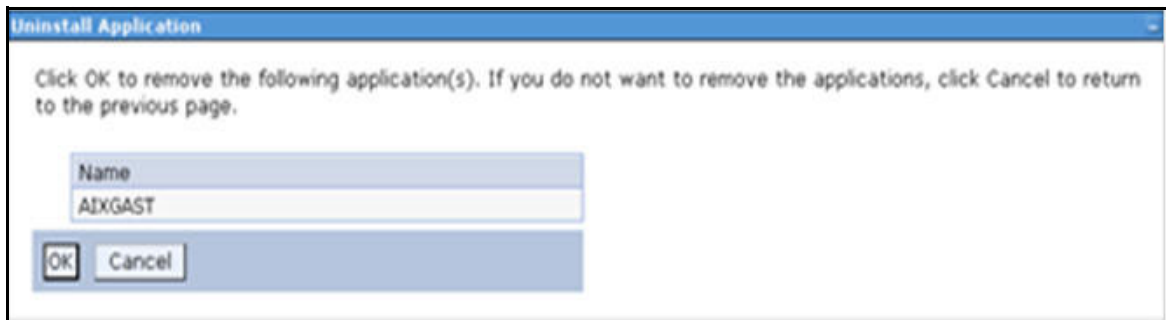 Uninstall Application
Click OK to remove the following application(s). If you do not want to remove the applications, click Cancel to return
to the previous page.
Name
AIXGAST
OK Cancel